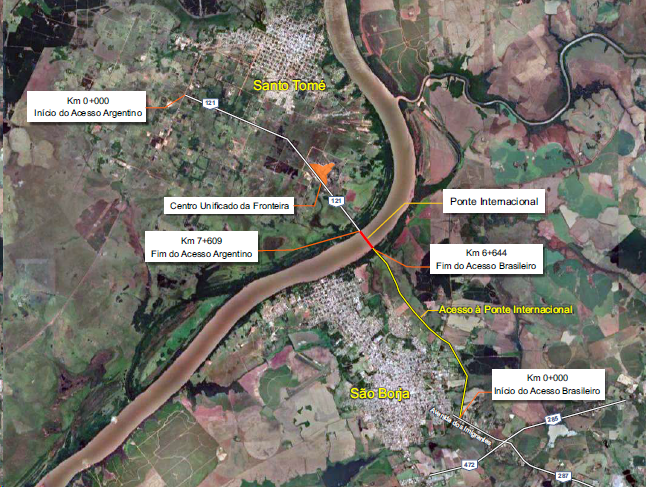 Santo Tomé
Km 0+000
Início do Acesso Argentino
121
Centro Unificado da Fronteira
121
Ponte Internacional
Km 7+609
Fim do Acesso Argentino
Km 6+644
Fim do Acesso Brasileiro
Acesso à Ponte Internacional
Km 0+000
Início do Acesso Brasileiro
São Borja
Avenida dos Imigrantes
285
472
287